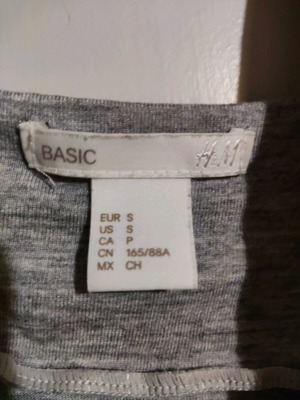 BASIC H&M
EUR S
US S
CA P
CN 165/88A
MX CH